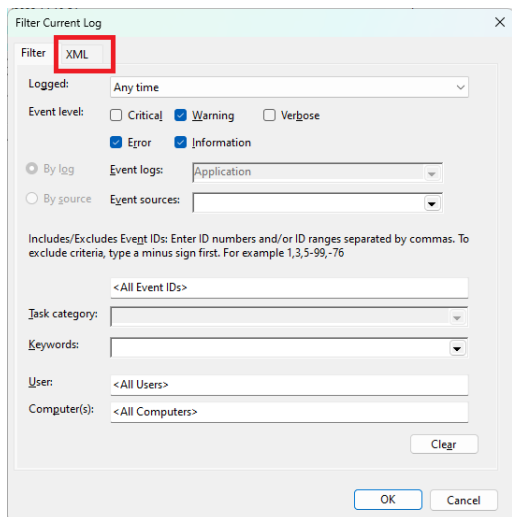 Filter Current Log
Filter XML
Logged: Any time
Event level: Critical Warning Verbose
Error Information
By log Event logs: Application
By source Event sources:
Includes/Excludes Event IDs: Enter ID numbers and/or ID ranges separated by commas. To
exclude criteria, type a minus sign first. For example 1,3,5-99,-76
<All Event IDs>
Task category:
Keywords:
User: <All Users>
Computer(s): <All Computers>
Clear
OK Cancel